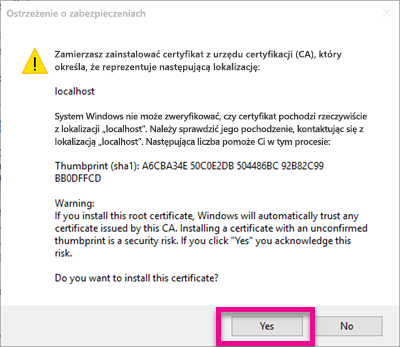 Ostrzeżenie o zabezpieczeniach
Zamierzasz zainstalować certyfikat z urzędu certyfikacji (CA), który
określa, że reprezentuje następującą lokalizację:
localhost
System Windows nie może zweryfikować, czy certyfikat pochodzi rzeczywiście
z lokalizacji „localhost”. Należy sprawdzić jego pochodzenie, kontaktując się z
lokalizacją „localhost”. Następująca liczba pomoże Ci w tym procesie:
Thumbprint (sha1): A6CBA34E 50C0E2DB 504486BC 92B82C99
BB0DFFCD
Warning:
If you install this root certificate, Windows will automatically trust any
certificate issued by this CA. Installing a certificate with an unconfirmed
thumbprint is a security risk. If you click "Yes" you acknowledge this
risk.
Do you want to install this certificate?
Yes
No